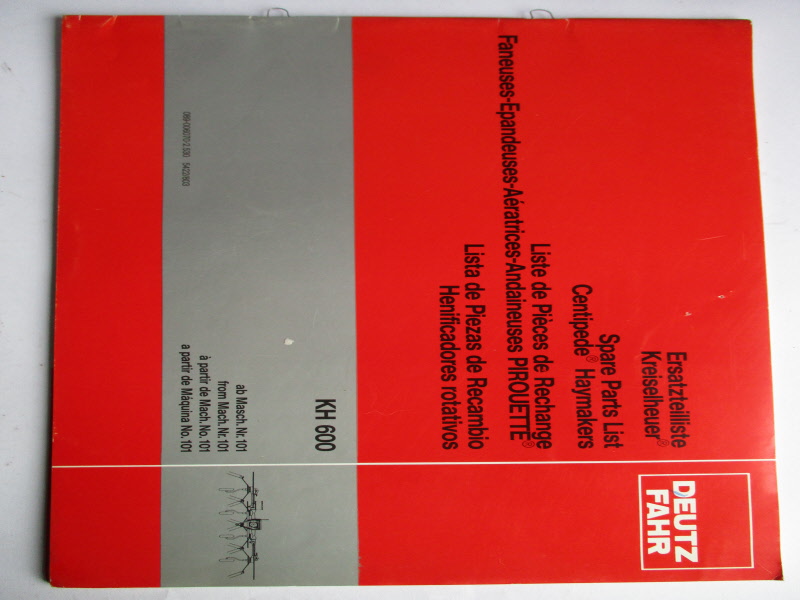 DEUTZ
FAHR
Ersatzteilliste
Kreiselheuer®
Spare Parts List
Centipede® Haymakers
Liste de Pièces de Rechange
Faneuses-Epandeuses-Aératrices-Andaineuses PIROUETTE®
Lista de Piezas de Recambio
Henificadores rotativos
KH 600
ab Masch. Nr. 101
from Mach. Nr. 101
à partir de Mach. No. 101
a partir de Máquina No. 101